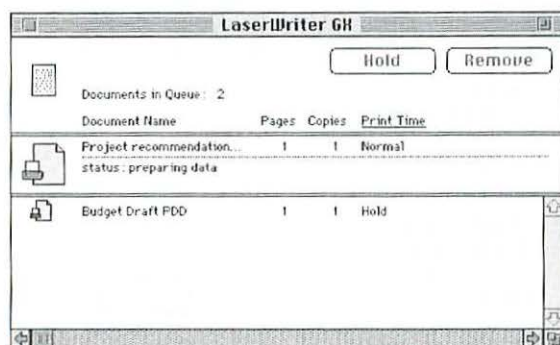 LaserWriter GX
Hold Remove
Documents in Queue: 2
Document Name Pages Copies Print Time
Project recommendation... 1 1 Normal
status: preparing data
Budget Draft PDD 1 1 Hold